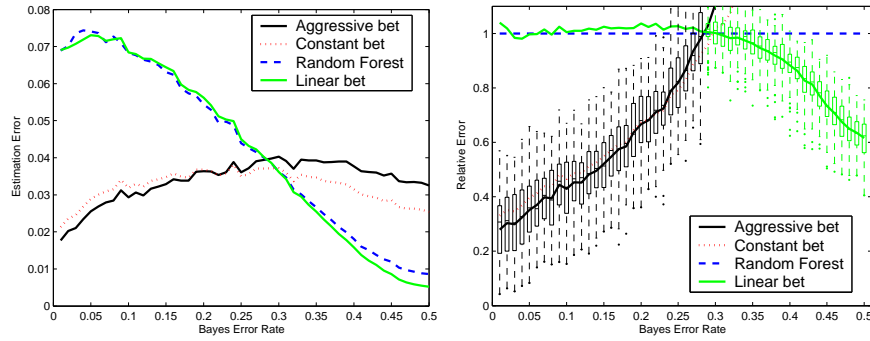 0.08
0.07
0.06
0.05
0.04
0.03
0.02
0.01
0
Estimation Error
Aggressive bet
Constant bet
Random Forest
Linear bet
0.05 0.1 0.15 0.2 0.25 0.3 0.35 0.4 0.45 0.5
Bayes Error Rate
1
0.8
0.6
0.4
0.2
0
Relative Error
Aggressive bet
Constant bet
Random Forest
Linear bet
0.05 0.1 0.15 0.2 0.25 0.3 0.35 0.4 0.45 0.5
Bayes Error Rate